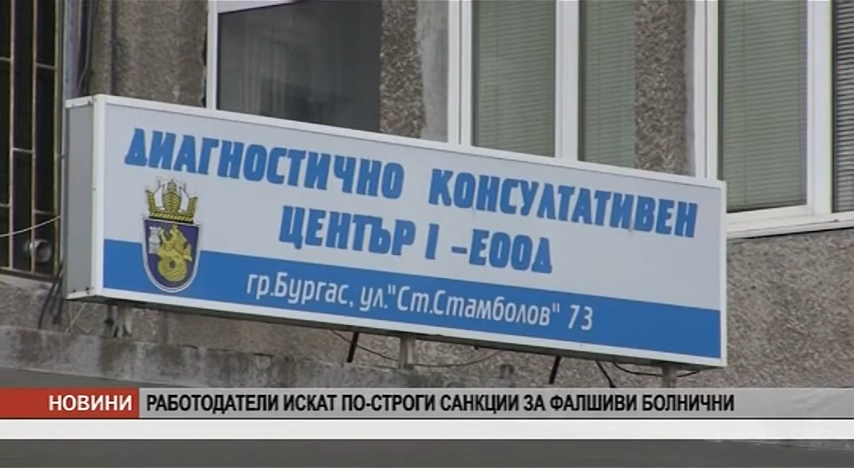 ДИАГНОСТИЧНО КОНСУЛТАТИВЕН
ЦЕНТЪР I -ЕООД
гр.Бургас, ул."Ст.Стамболов" 73
НОВИНИ РАБОТОДАТЕЛИ ИСКАТ ПО-СТРОГИ САНКЦИИ ЗА ФАЛШИВИ БОЛНИЧНИ